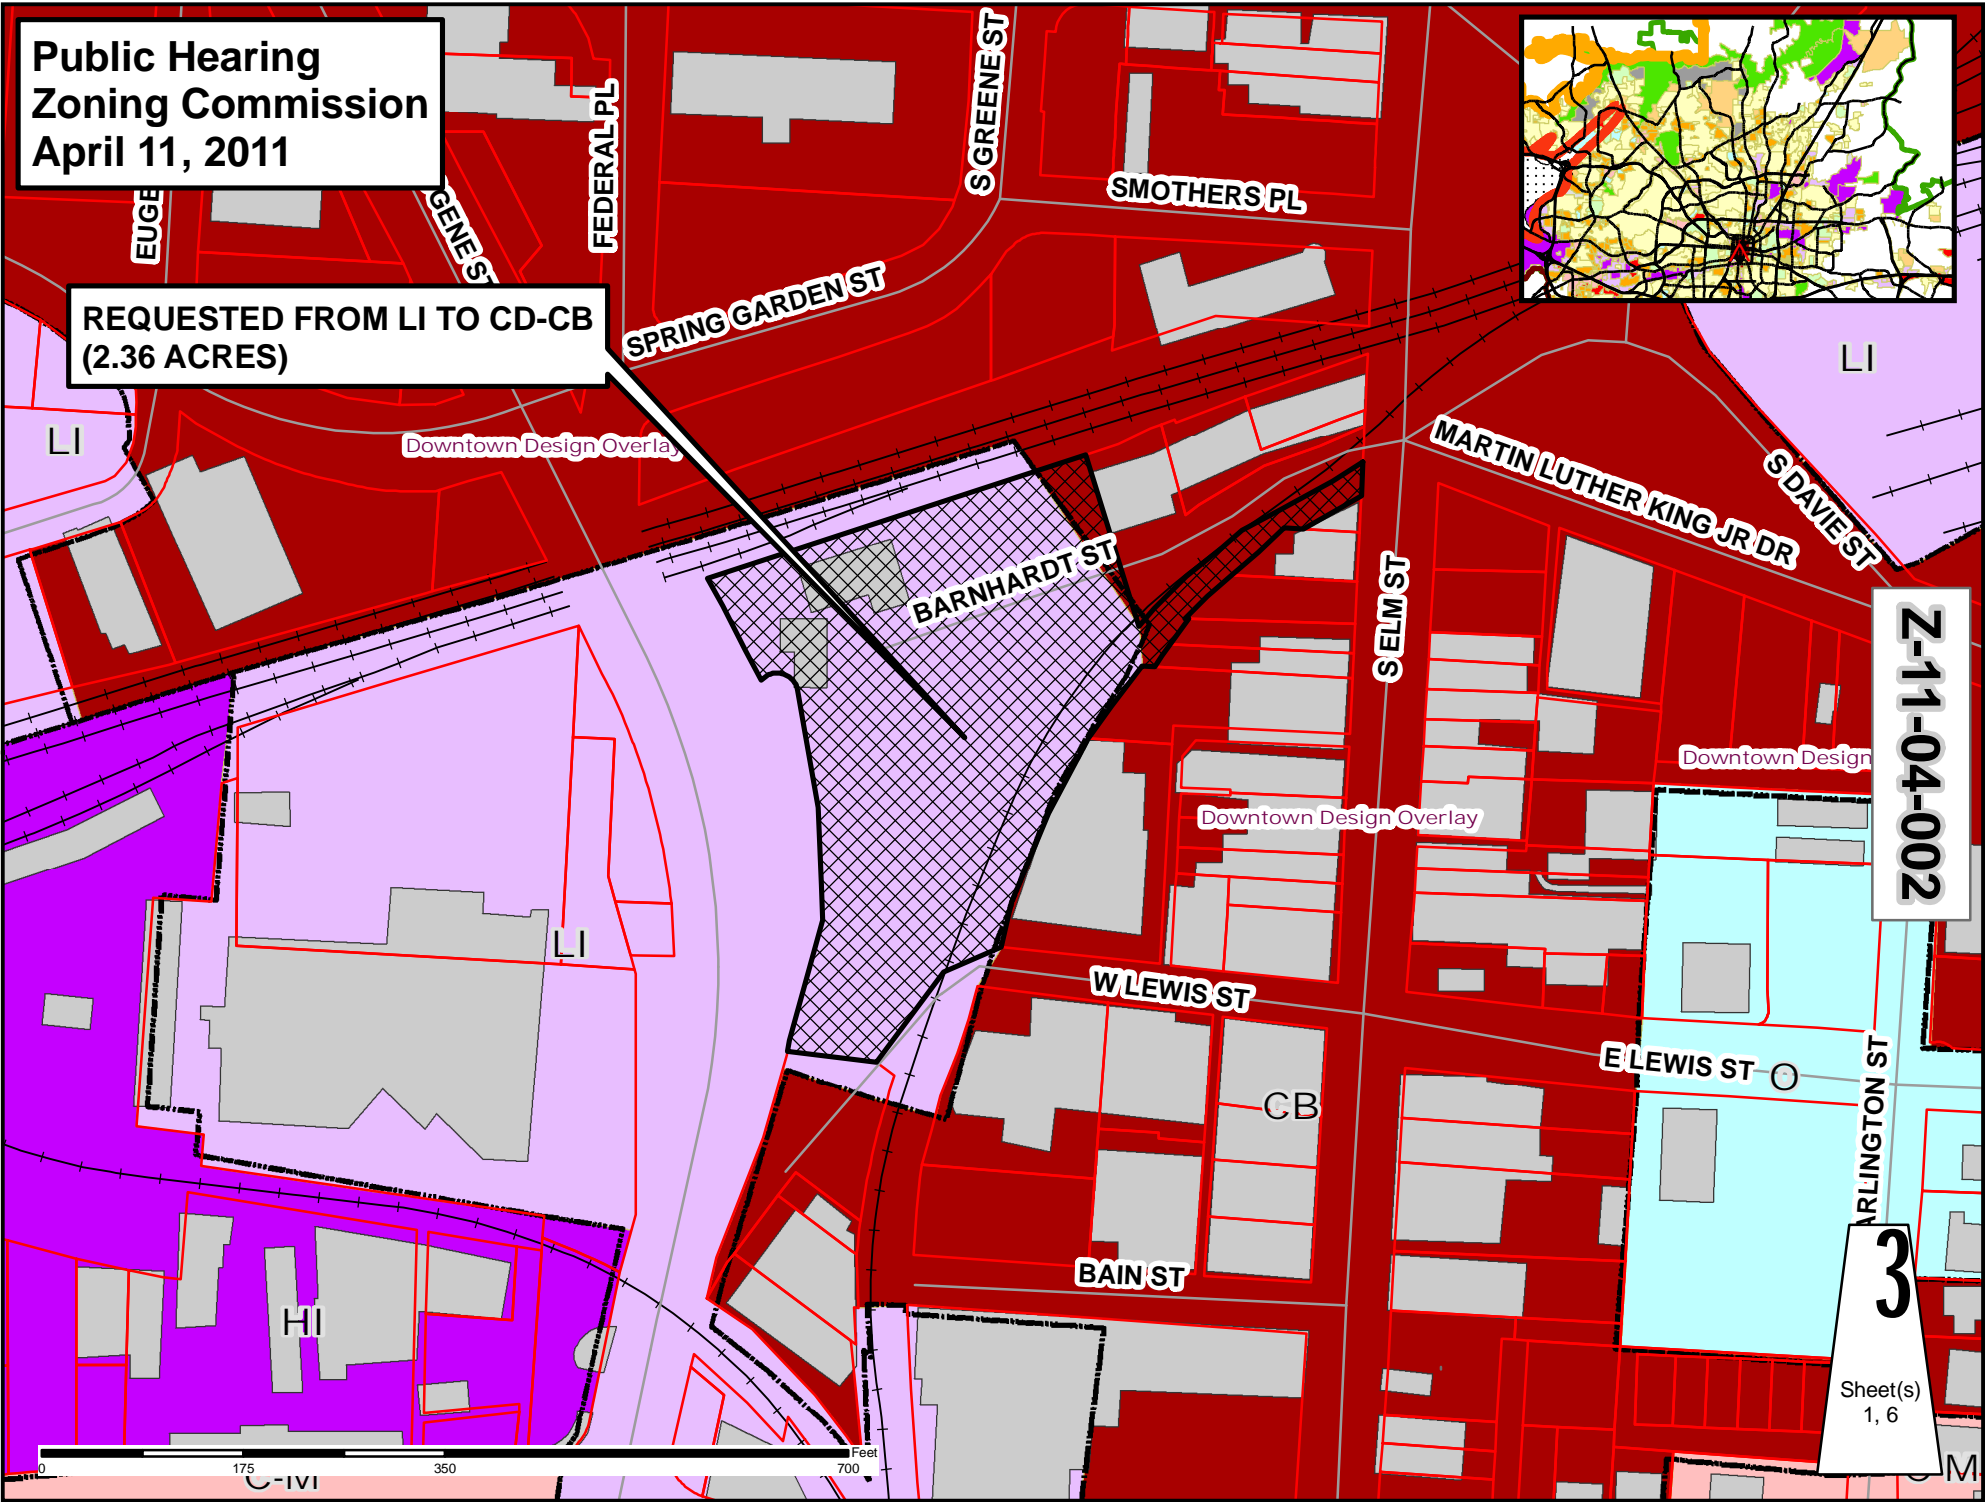 Public Hearing
Zoning Commission
April 11, 2011
EUGE
GENE ST
FEDERAL PL
S GREENE ST
SMOTHERS PL
REQUESTED FROM LI TO CD-CB
(2.36 ACRES)
SPRING GARDEN ST
LI
LI
Downtown Design Overlay
MARTIN LUTHER KING JR DR
S DAVIE ST
BARNHARDT ST
S ELM ST
Z-11-04-002
Downtown Design
Downtown Design Overlay
LI
W LEWIS ST
E LEWIS ST
O
CB
ARLINGTON ST
BAIN ST
HI
3
Sheet(s)
1, 6
Feet
0 175 350 700
C-M
M